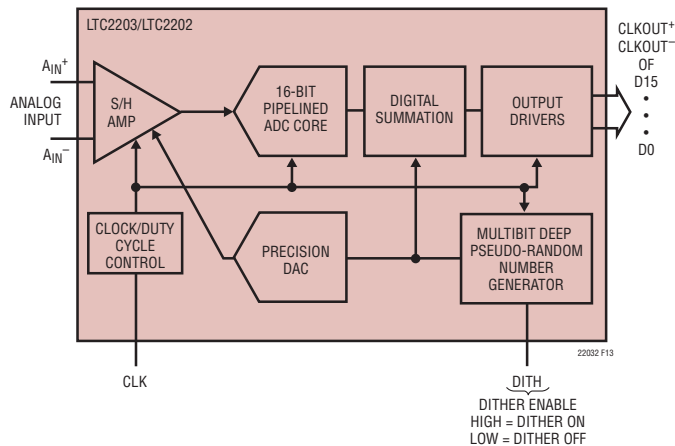 LTC2203/LTC2202
CLKOUT+
CLKOUT−
OF
D15
•
•
•
D0
AIN+
ANALOG
INPUT
AIN−
S/H
AMP
16-BIT
PIPELINED
ADC CORE
DIGITAL
SUMMATION
OUTPUT
DRIVERS
CLOCK/DUTY
CYCLE
CONTROL
PRECISION
DAC
MULTIBIT DEEP
PSEUDO-RANDOM
NUMBER
GENERATOR
22032 F13
CLK
DITH
DITHER ENABLE
HIGH = DITHER ON
LOW = DITHER OFF